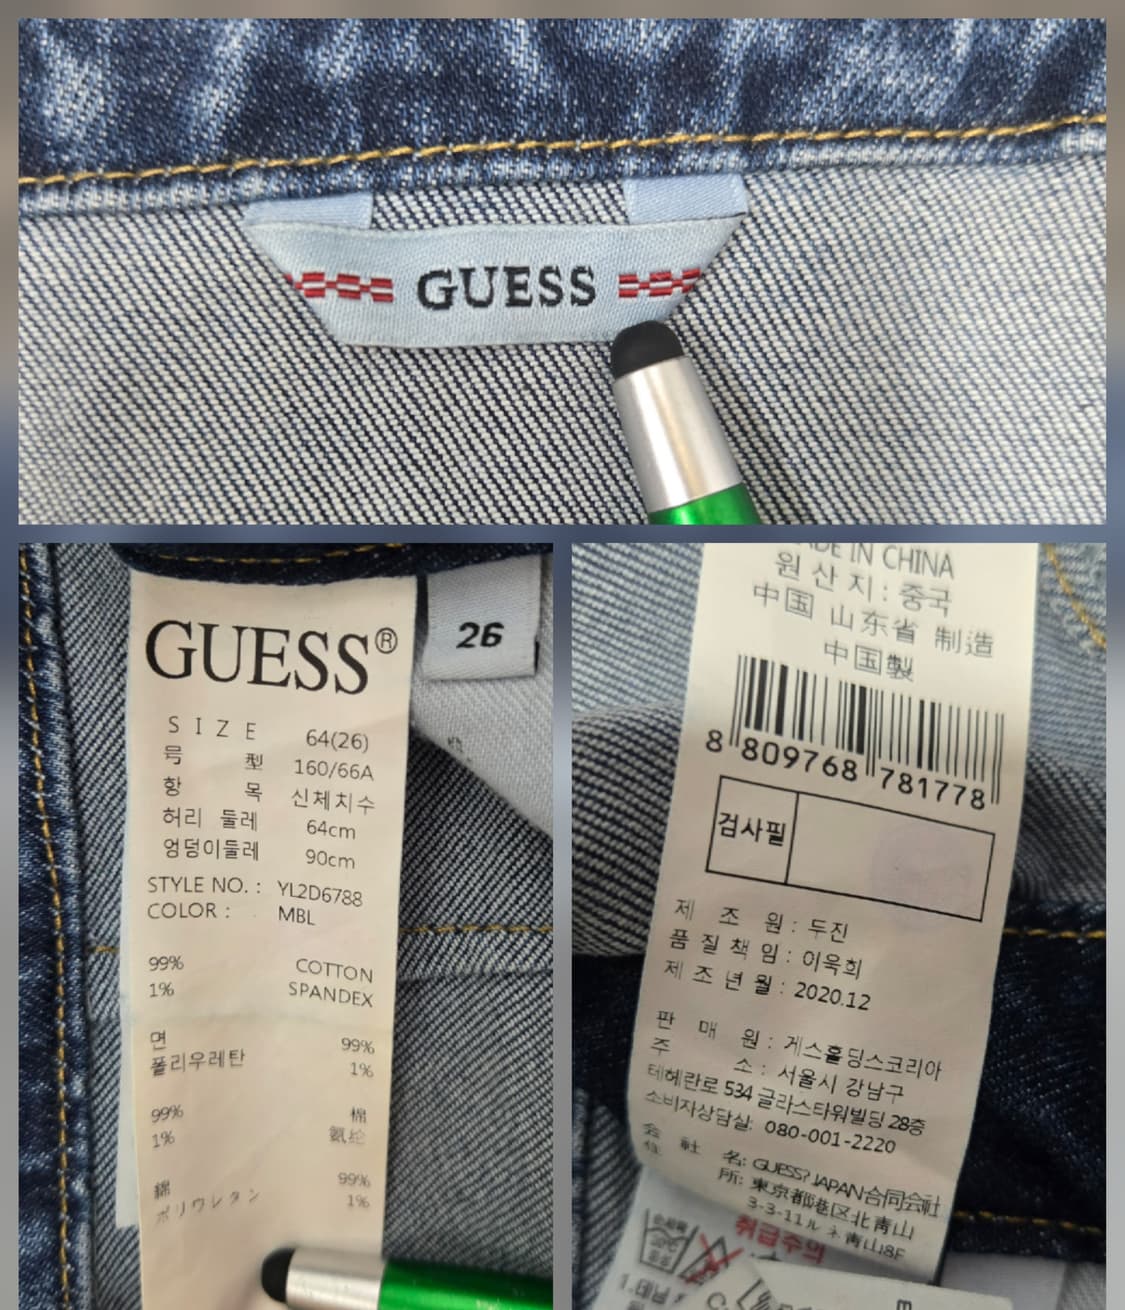 GUESS
GUESS®
26
SIZE 64(26)
号 型 160/66A
항 목 신체치수
허리 둘레 64cm
엉덩이둘레 90cm
STYLE NO. : YL2D6788
COLOR : MBL
99% COTTON
1% SPANDEX
면 99%
폴리우레탄 1%
99% 棉
1% 氨纶
綿 99%
ポリウレタン 1%
MADE IN CHINA
원산지: 중국
中国 山东省 制造
中国製
8 809768 781778
검사필
제 조 원 : 두진
품질책임 : 이욱희
제조년월 : 2020.12
판 매 원 : 게스홀딩스코리아
주 소 : 서울시 강남구
테헤란로 534 글라스타워빌딩 28층
소비자상담실: 080-001-2220
会 社 名: GUESS? JAPAN合同会社
住 所: 東京都港区北青山
3-3-11ルネ青山8F
취급주의